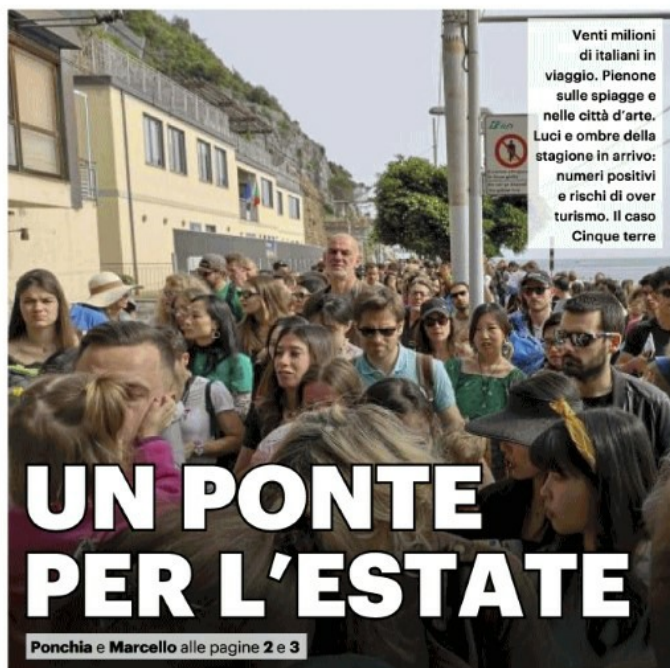 Venti milioni
di italiani in
viaggio. Pienone
sulle spiagge e
nelle città d'arte.
Luci e ombre della
stagione in arrivo:
numeri positivi
e rischi di over
turismo. Il caso
Cinque terre
UN PONTE
PER L'ESTATE
Ponchia e Marcello alle pagine 2 e 3